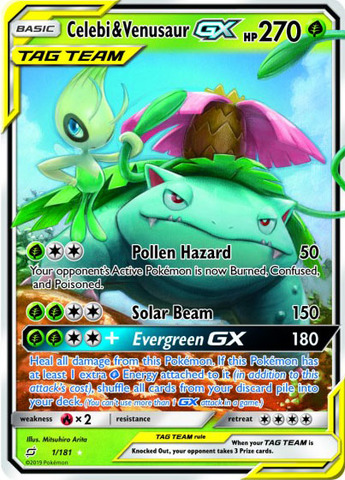 BASIC Celebi&Venusaur GX HP270
TAG TEAM
Pollen Hazard 50
Your opponent's Active Pokémon is now Burned, Confused,
and Poisoned.
Solar Beam 150
+ Evergreen GX 180
Heal all damage from this Pokémon. If this Pokémon has
at least 1 extra Energy attached to it (in addition to this
attack's cost), shuffle all cards from your discard pile into
your deck. (You can't use more than 1 GX attack in a game.)
weakness ×2 resistance retreat
Illus. Mitsuhiro Arita
TAG TEAM rule
1/181
When your TAG TEAM is
©2019 Pokémon
Knocked Out, your opponent takes 3 Prize cards.